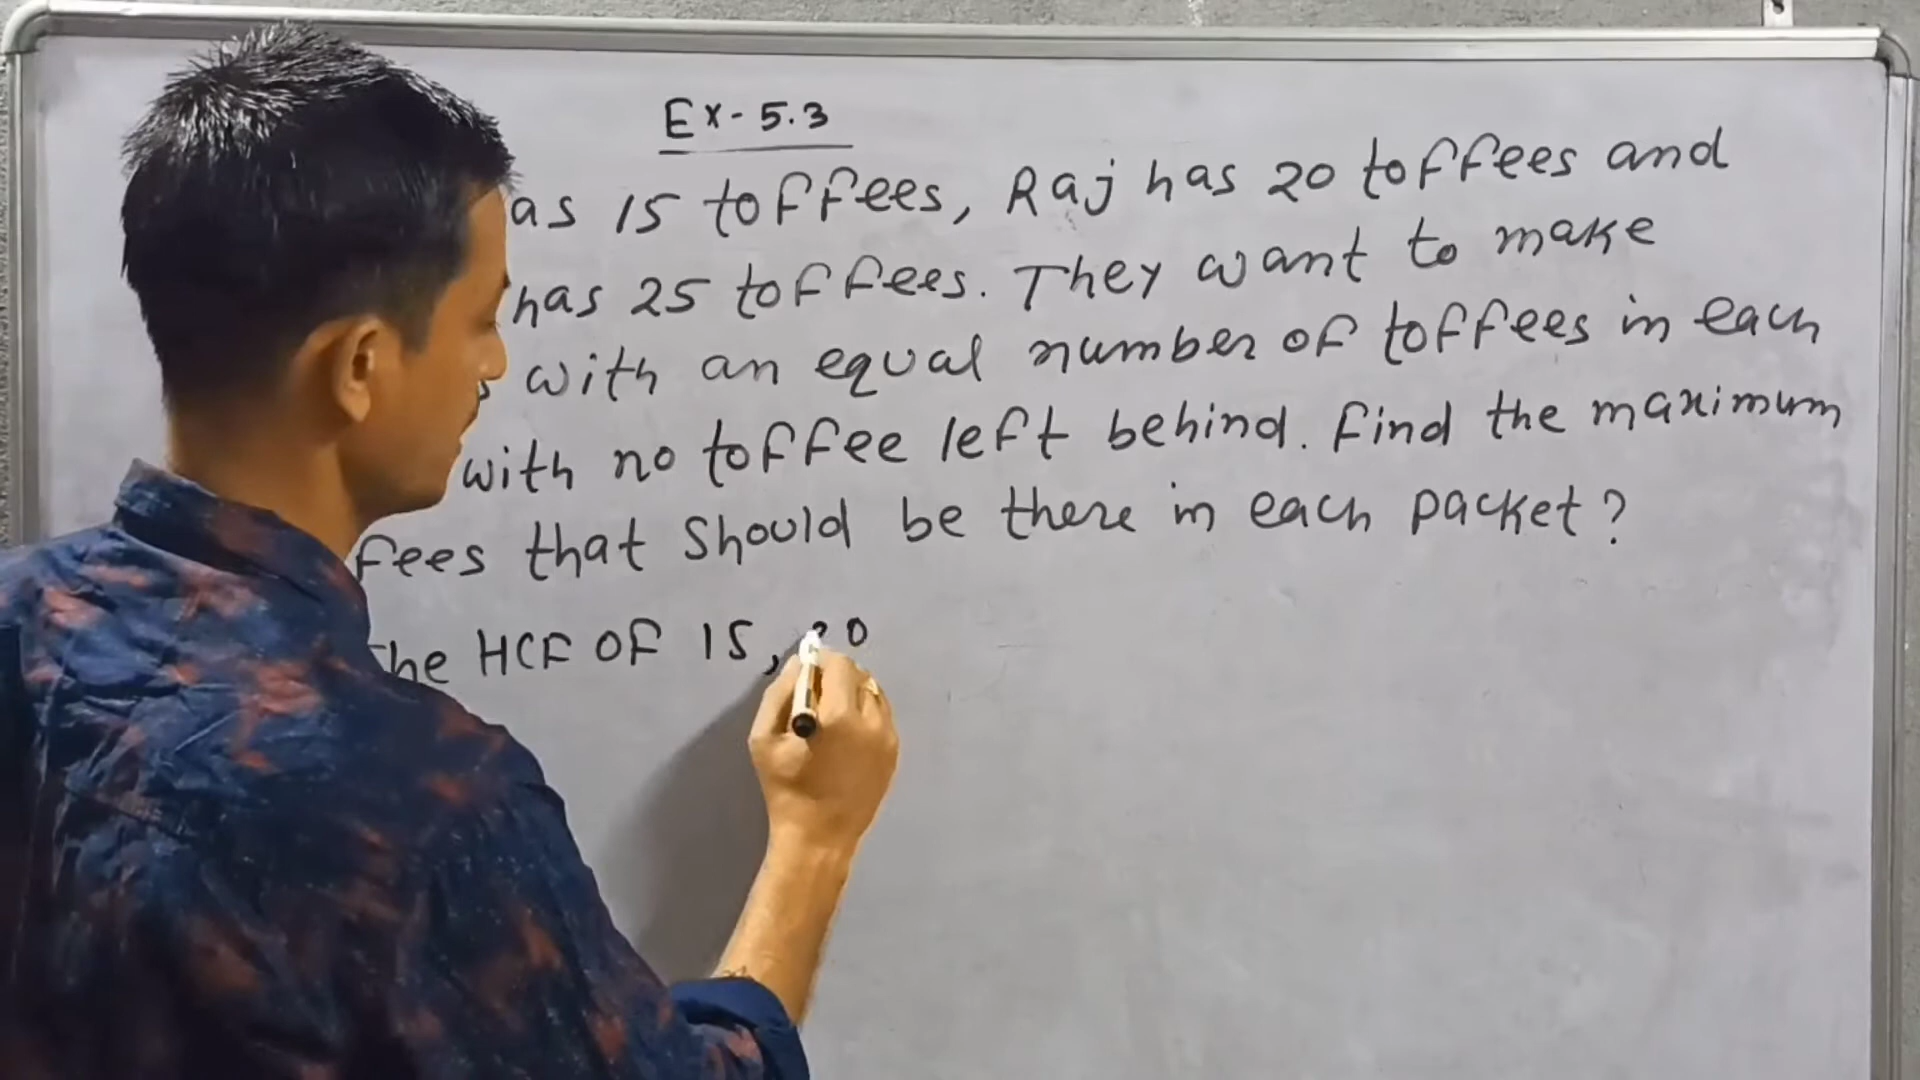 Ex- 5.3
as 15 toffees, Raj has 20 toffees and
has 25 toffees. They want to make
s with an equal number of toffees in each
with no toffee left behind. Find the maximum
fees that should be there in each packet?
the HCF OF 15, 20